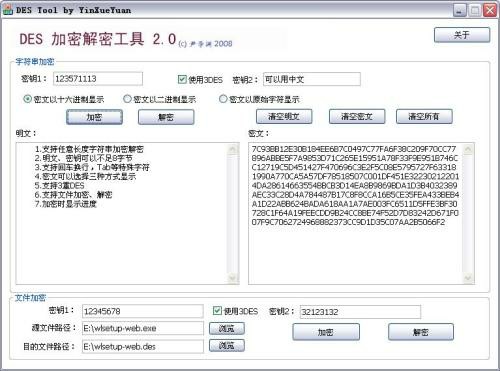 DES Tool by YinXueYuan
DES 加密解密工具 2.0 (c) 尹学渊 2008
关于
字符串加密
密钥1： 123571113 使用3DES 密钥2： 可以用中文
密文以十六进制显示 密文以二进制显示 密文以原始字符显示
加密 解密 清空明文 清空密文 清空所有
明文： 密文：
1.支持任意长度字符串加密解密
2.明文、密钥可以不足8字节
3.支持回车换行，Tab等特殊字符
4.密文可以选择三种方式显示
5.支持3重DES
6.支持文件加密、解密
7.加密时显示进度
7C93BB12E30B184EE6B7C0497C77FA6F38C209F70CC77
896ABBE5F7A9853D71C265E15951A78F33F9E951B746C
C12719C5D451427F470696C3E2F5C08E5795727F63318
1990A770CA5A57DF78518507C001DF451E32230212201
4DA28614663554BBCB3D14EA8B9869BDA1D3B4032389
AEC33C28D4A784487B17C8F8CCA16B5CE35FEA433BEB4
A1D22ABB624BADA618AA1A7AE003FC6511D5FFE3BF30
728C1F64A19FEECDD9B24CC8BE74F52D7D83242D671F0
07F9C70627246988B2373CC9D1D35C07AA2B5066F2
文件加密
密钥1： 12345678 使用3DES 密钥2： 32123132
源文件路径： E:\wlsetup-web.exe 浏览 加密 解密
目的文件路径： E:\wlsetup-web.des 浏览